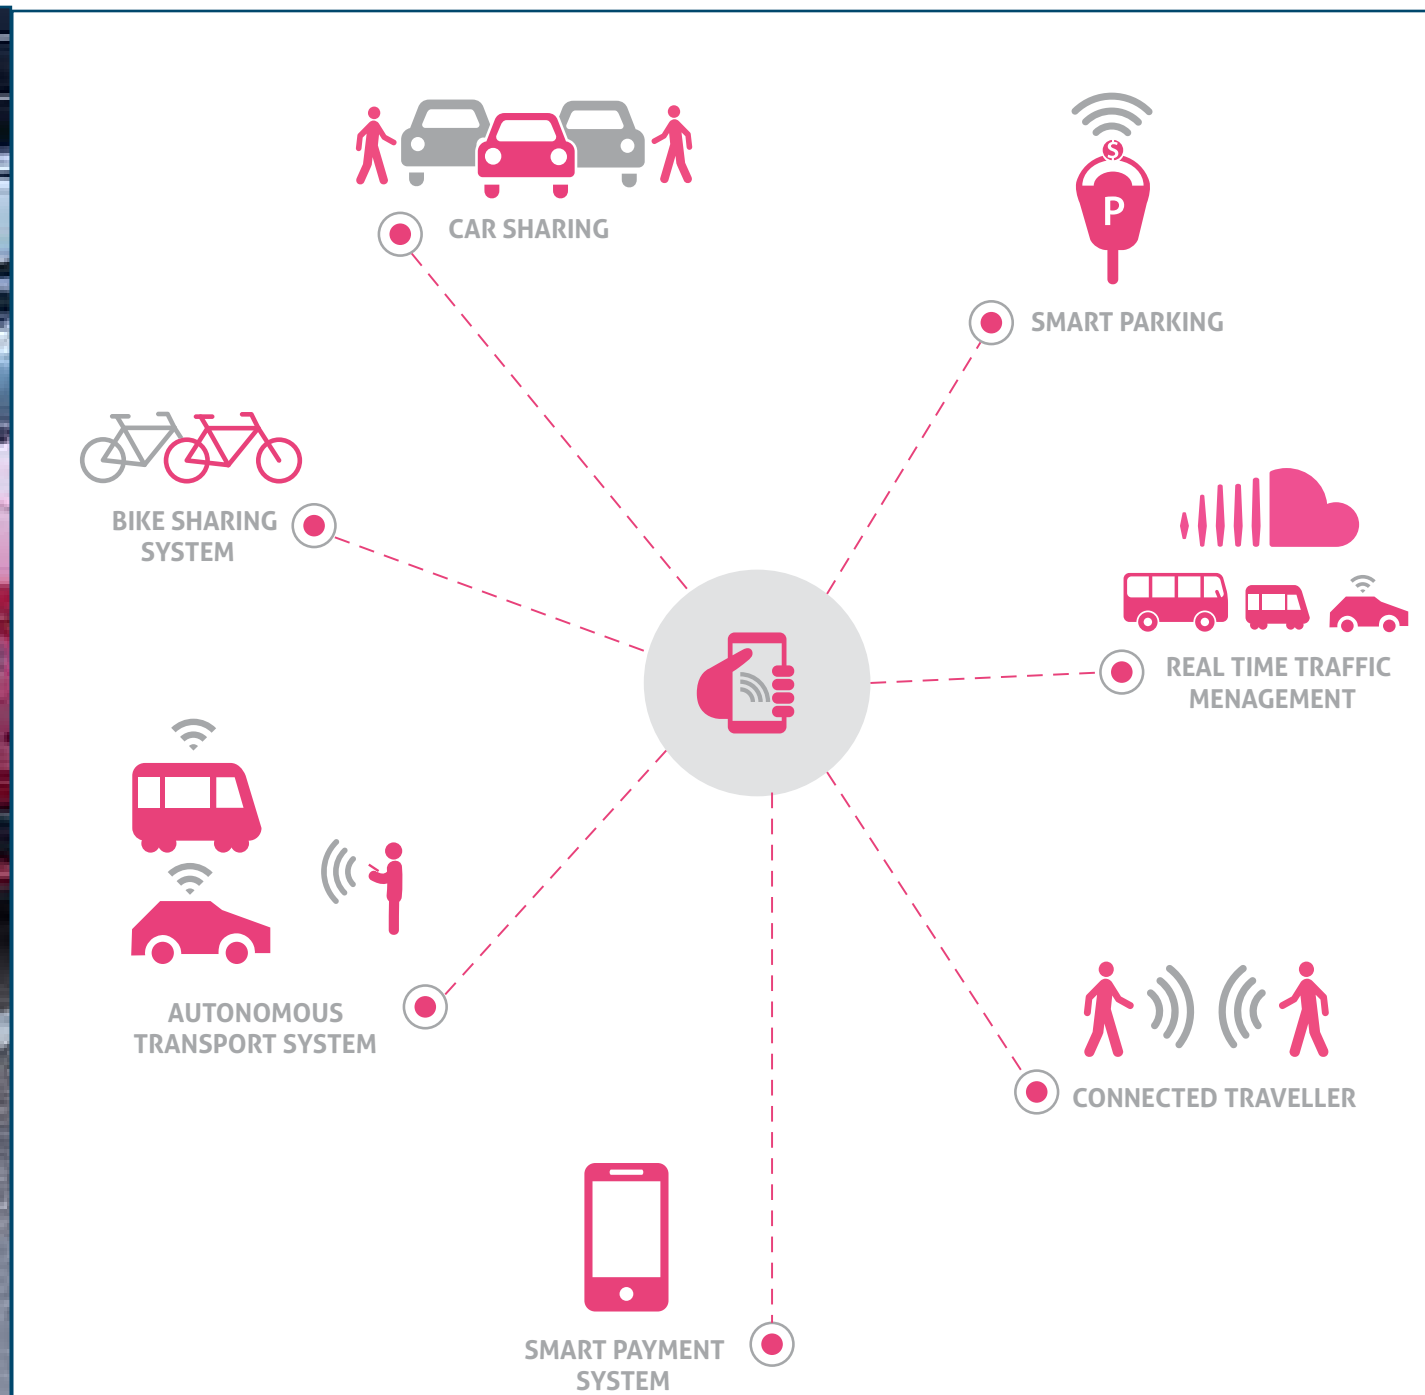 CAR SHARING
$
P
SMART PARKING
BIKE SHARING
SYSTEM
REAL TIME TRAFFIC
MENAGEMENT
AUTONOMOUS
TRANSPORT SYSTEM
CONNECTED TRAVELLER
SMART PAYMENT
SYSTEM